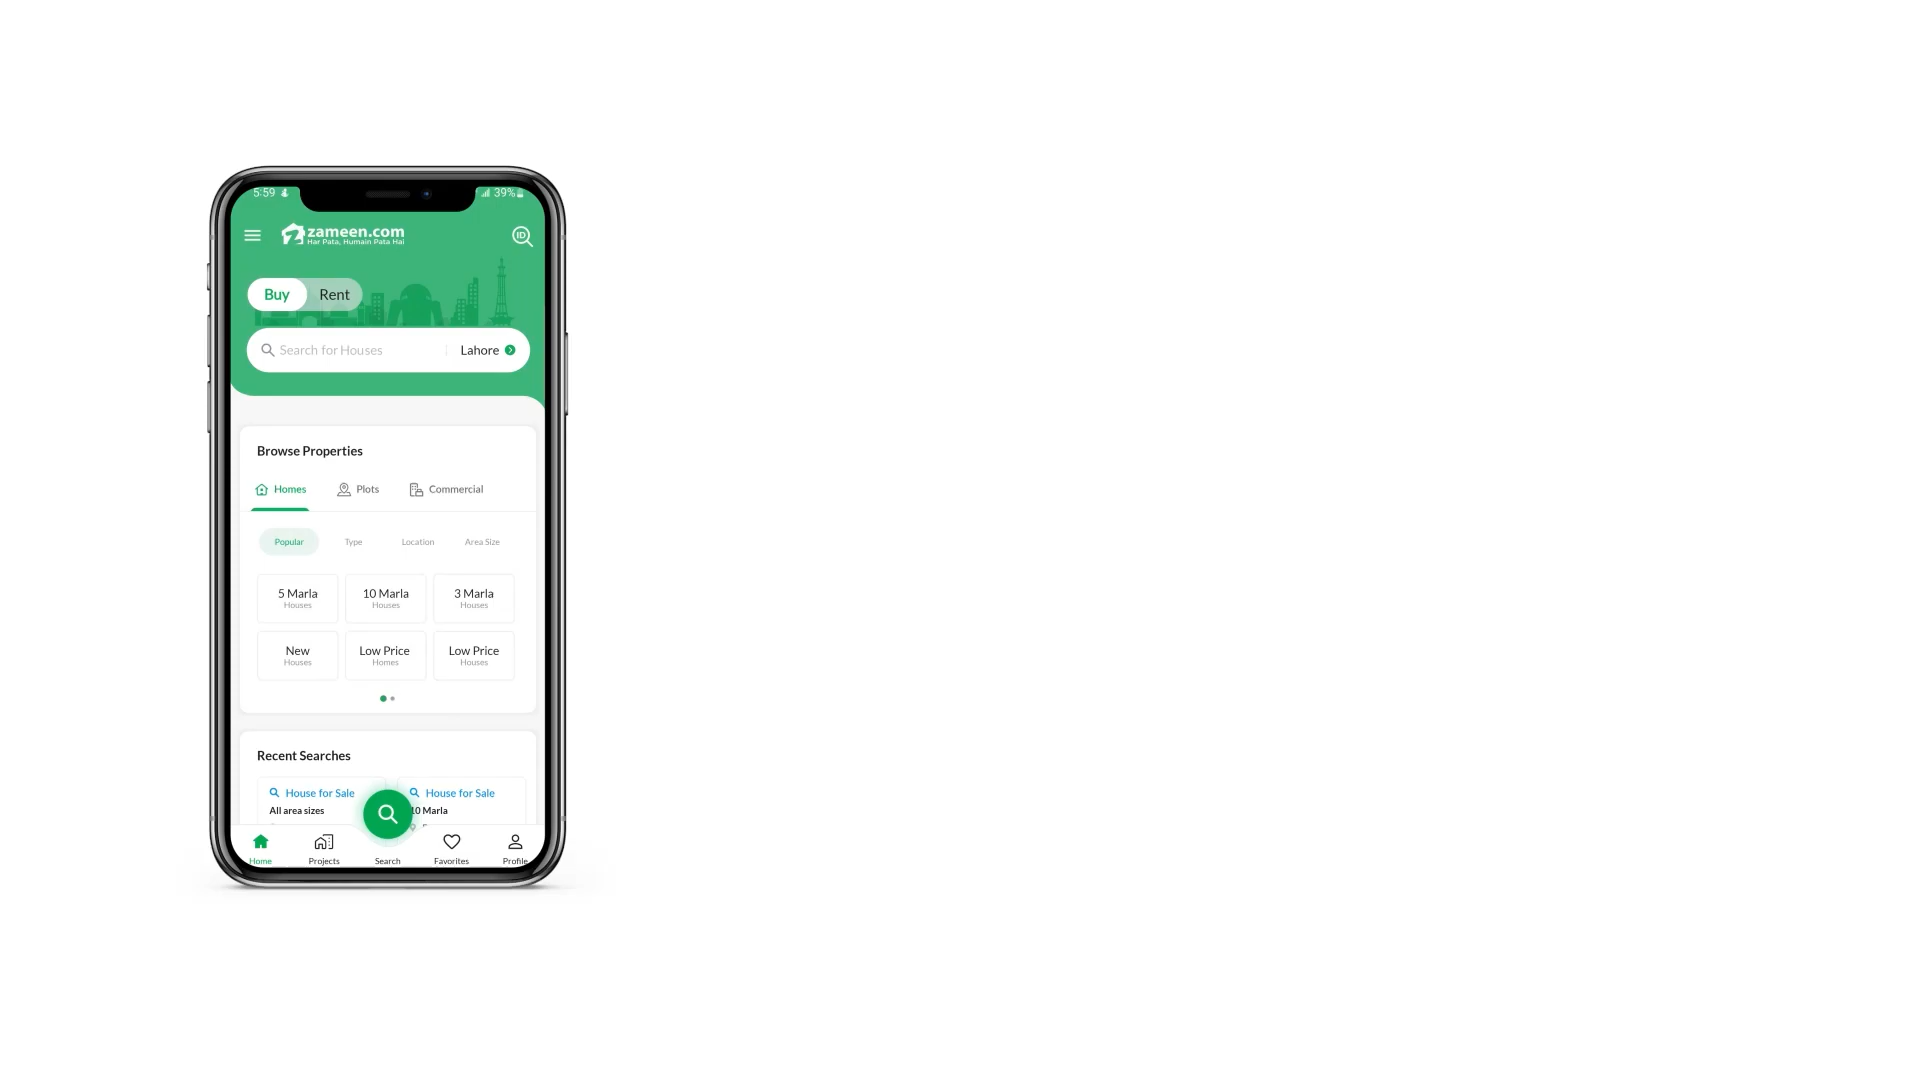 5:59
39%
zameen.com
Har Pata, Humain Pata Hai
ID
Buy Rent
Search for Houses Lahore
Browse Properties
Homes Plots Commercial
Popular Type Location Area Size
5 Marla 10 Marla 3 Marla
Houses Houses Houses
New Low Price Low Price
Houses Homes Houses
Recent Searches
House for Sale House for Sale
All area sizes 10 Marla
Home Projects Search Favorites Profile